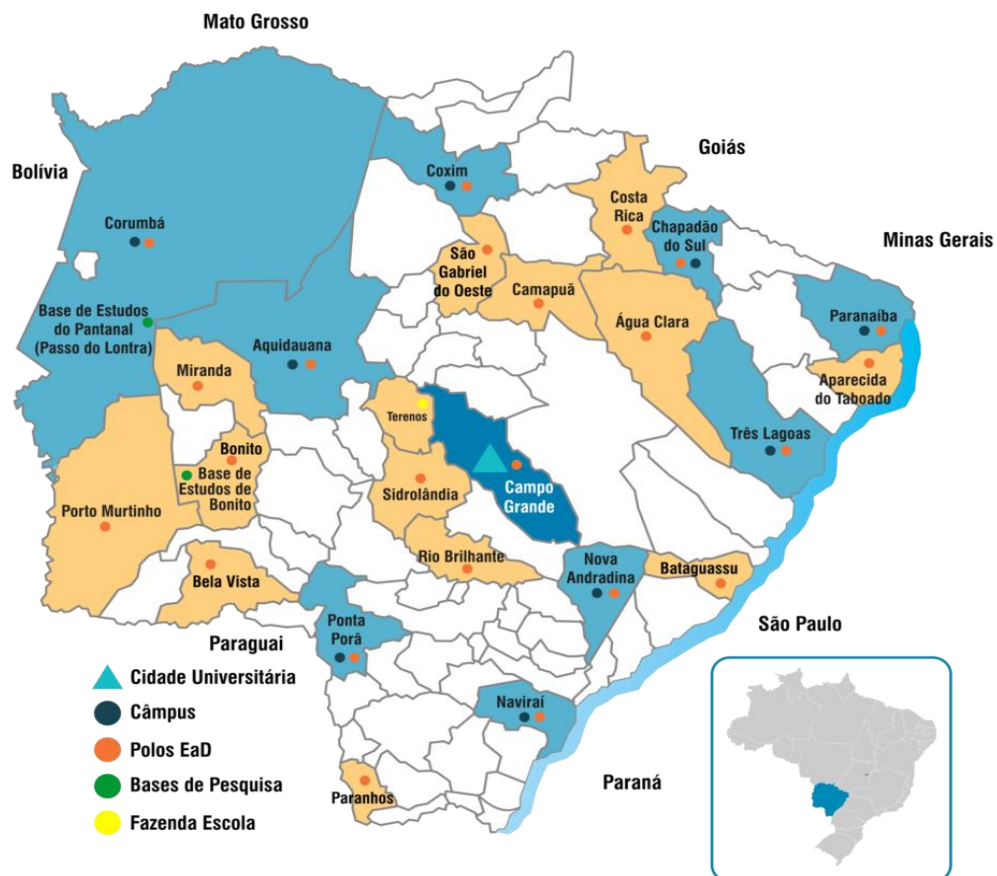 Mato Grosso
Goiás
Bolívia
Coxim
Costa
Rica
Chapadão
do Sul
Minas Gerais
Corumbá
São
Gabriel
do Oeste
Camapuã
Base de Estudos
do Pantanal
(Passo do Lontra)
Água Clara
Paranaíba
Aquidauana
Miranda
Aparecida
do Taboado
Terenos
Três Lagoas
Bonito
Base de
Estudos de
Bonito
Sidrolândia
Campo
Grande
Porto Murtinho
Rio Brilhante
Nova
Andradina
Bataguassu
Bela Vista
Ponta
Porã
São Paulo
Paraguai
Cidade Universitária
Câmpus
Polos EaD
Bases de Pesquisa
Fazenda Escola
Naviraí
Paraná
Paranhos